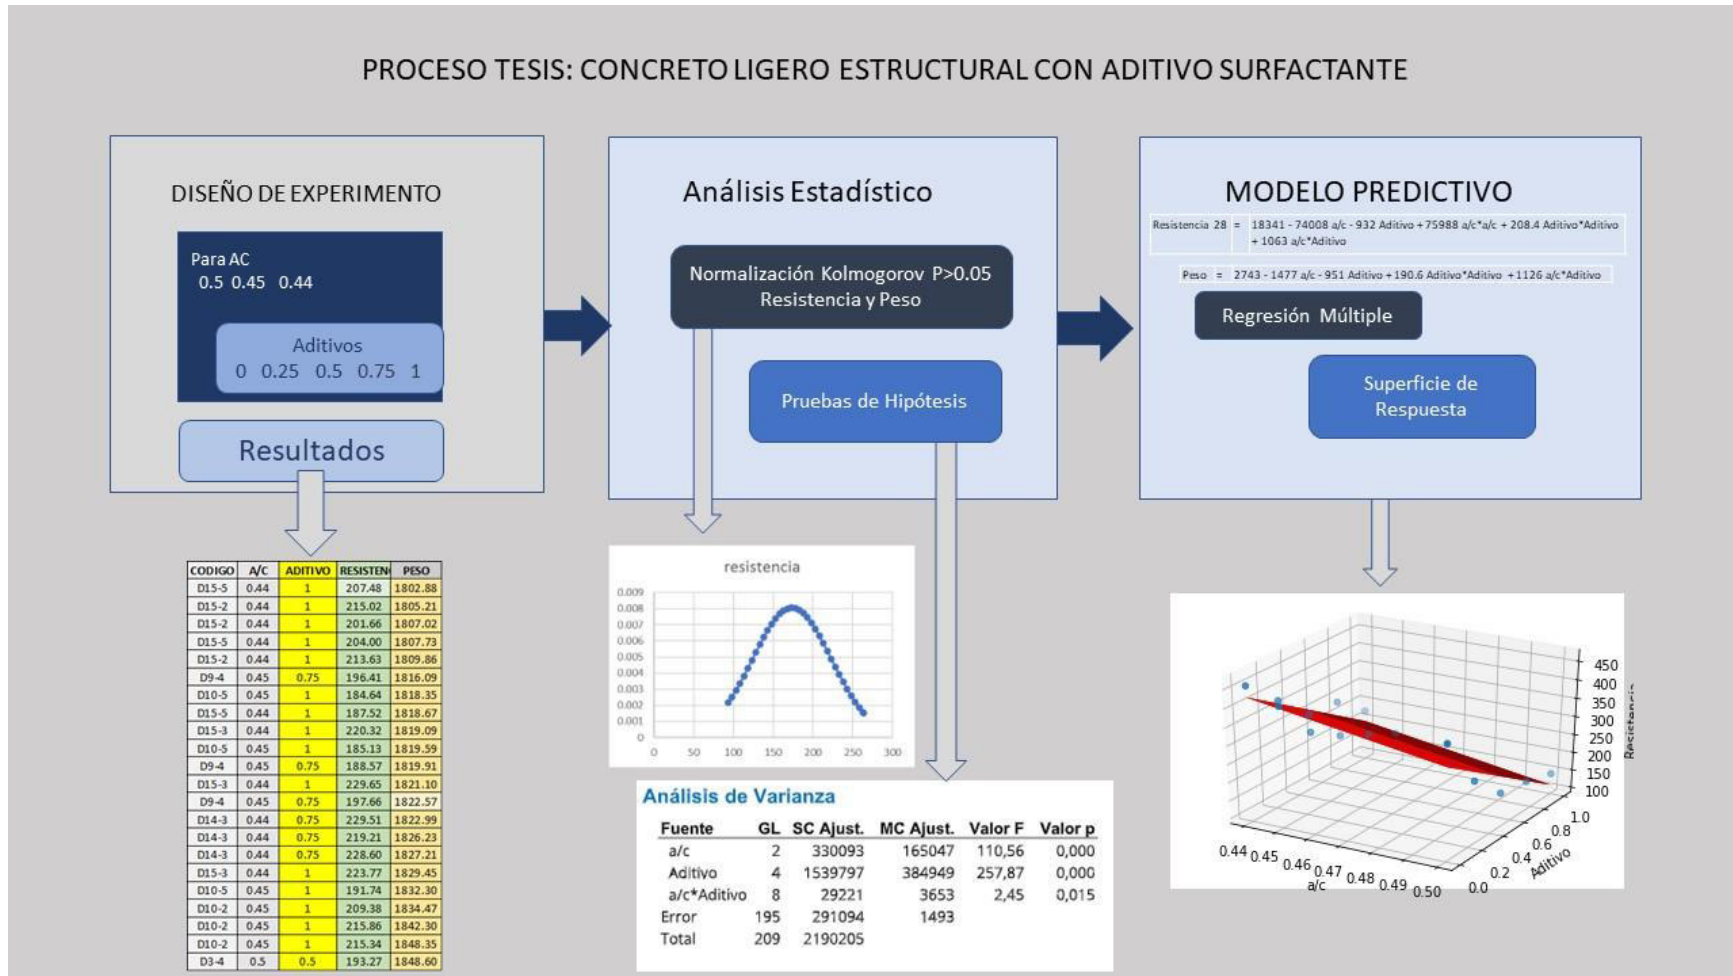 PROCESO TESIS: CONCRETO LIGERO ESTRUCTURAL CON ADITIVO SURFACTANTE
DISEÑO DE EXPERIMENTO
Para AC
0.5 0.45 0.44
Aditivos
0 0.25 0.5 0.75 1
Resultados
CODIGO A/C ADITIVO RESISTEN PESO
D15-5 0.44 1 207.48 1802.88
D15-2 0.44 1 215.02 1805.21
D15-2 0.44 1 201.66 1807.02
D15-5 0.44 1 204.00 1807.73
D15-2 0.44 1 213.63 1809.86
D9-4 0.45 0.75 196.41 1816.09
D10-5 0.45 1 184.64 1818.35
D15-5 0.44 1 187.52 1818.67
D15-3 0.44 1 220.32 1819.09
D10-5 0.45 1 185.13 1819.59
D9-4 0.45 0.75 188.57 1819.91
D15-3 0.44 1 229.65 1821.10
D9-4 0.45 0.75 197.66 1822.57
D14-3 0.44 0.75 229.51 1822.99
D14-3 0.44 0.75 219.21 1826.23
D14-3 0.44 0.75 228.60 1827.21
D15-3 0.44 1 223.77 1829.45
D10-5 0.45 1 191.74 1832.30
D10-2 0.45 1 209.38 1834.47
D10-2 0.45 1 215.86 1842.30
D10-2 0.45 1 215.34 1848.35
D3-4 0.5 0.5 193.27 1848.60
Análisis Estadístico
Normalización Kolmogorov P>0.05
Resistencia y Peso
Pruebas de Hipótesis
resistencia
0.009
0.008
0.007
0.006
0.005
0.004
0.003
0.002
0.001
0
0 50 100 150 200 250 300
Análisis de Varianza
Fuente GL SC Ajust. MC Ajust. Valor F Valor p
a/c 2 330093 165047 110,56 0,000
Aditivo 4 1539797 384949 257,87 0,000
a/c*Aditivo 8 29221 3653 2,45 0,015
Error 195 291094 1493
Total 209 2190205
MODELO PREDICTIVO
Resistencia 28 = 18341 - 74008 a/c - 932 Aditivo + 75988 a/c*a/c + 208.4 Aditivo*Aditivo
+ 1063 a/c*Aditivo
Peso = 2743 - 1477 a/c - 951 Aditivo + 190.6 Aditivo*Aditivo + 1126 a/c*Aditivo
Regresión Múltiple
Superficie de
Respuesta
450
400
350
300
250
200
150
100
Resistencia
1.0
0.8
0.6
0.4
0.2
0.0
Aditivo
0.44 0.45 0.46 0.47 0.48 0.49 0.50
a/c